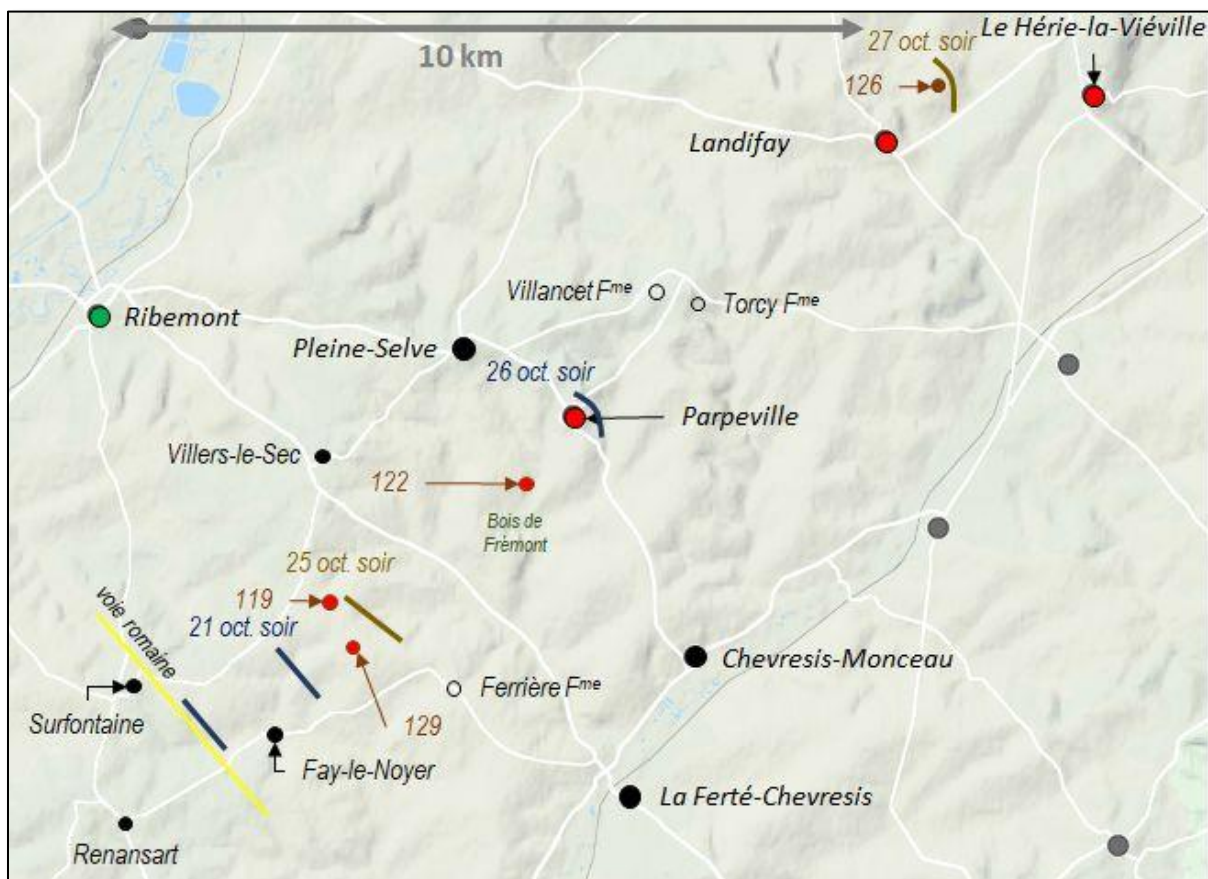 10 km
27 oct. soir
Le Hérie-la-Viéville
126
Landifay
Villancet Fme
Torcy Fme
Ribemont
Pleine-Selve
26 oct. soir
Parpeville
Villers-le-Sec
122
Bois de
Frémont
25 oct. soir
119
voie romaine
21 oct. soir
Chevresis-Monceau
Ferrière Fme
Surfontaine
129
Fay-le-Noyer
La Ferté-Chevresis
Renansart